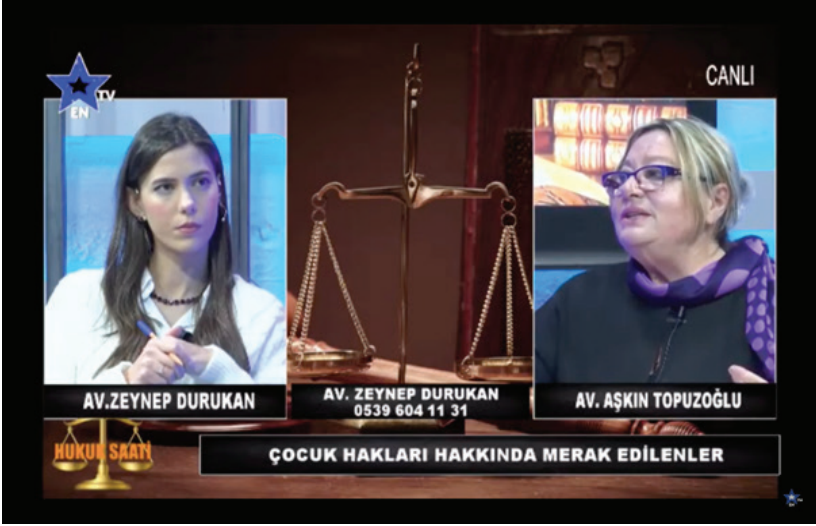 TV
EN
CANLI
AV.ZEYNEP DURUKAN
AV. ZEYNEP DURUKAN
0539 604 11 31
AV. AŞKIN TOPUZOĞLU
HUKUK SAATİ
ÇOCUK HAKLARI HAKKINDA MERAK EDİLENLER